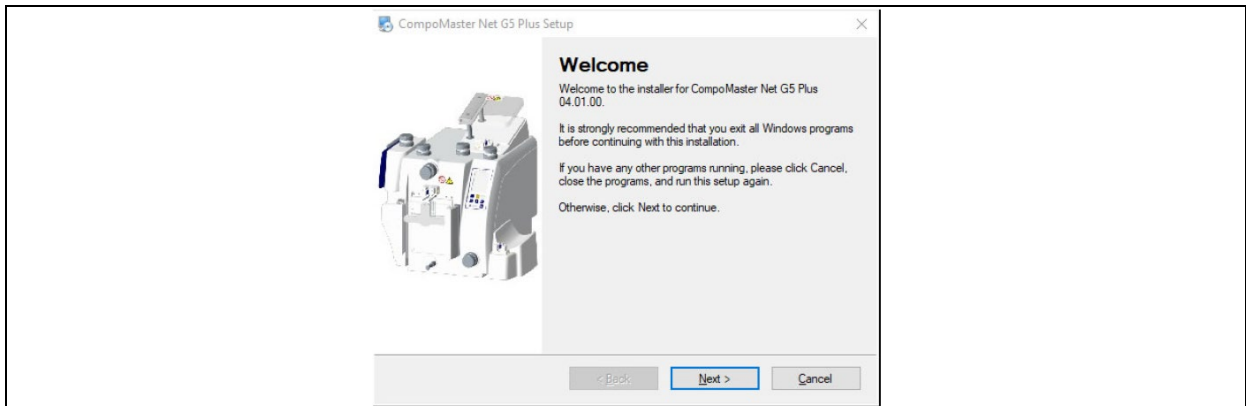 CompoMaster Net G5 Plus Setup
Welcome
Welcome to the installer for CompoMaster Net G5 Plus
04.01.00.
It is strongly recommended that you exit all Windows programs
before continuing with this installation.
If you have any other programs running, please click Cancel,
close the programs, and run this setup again.
Otherwise, click Next to continue.
< Back
Next >
Cancel